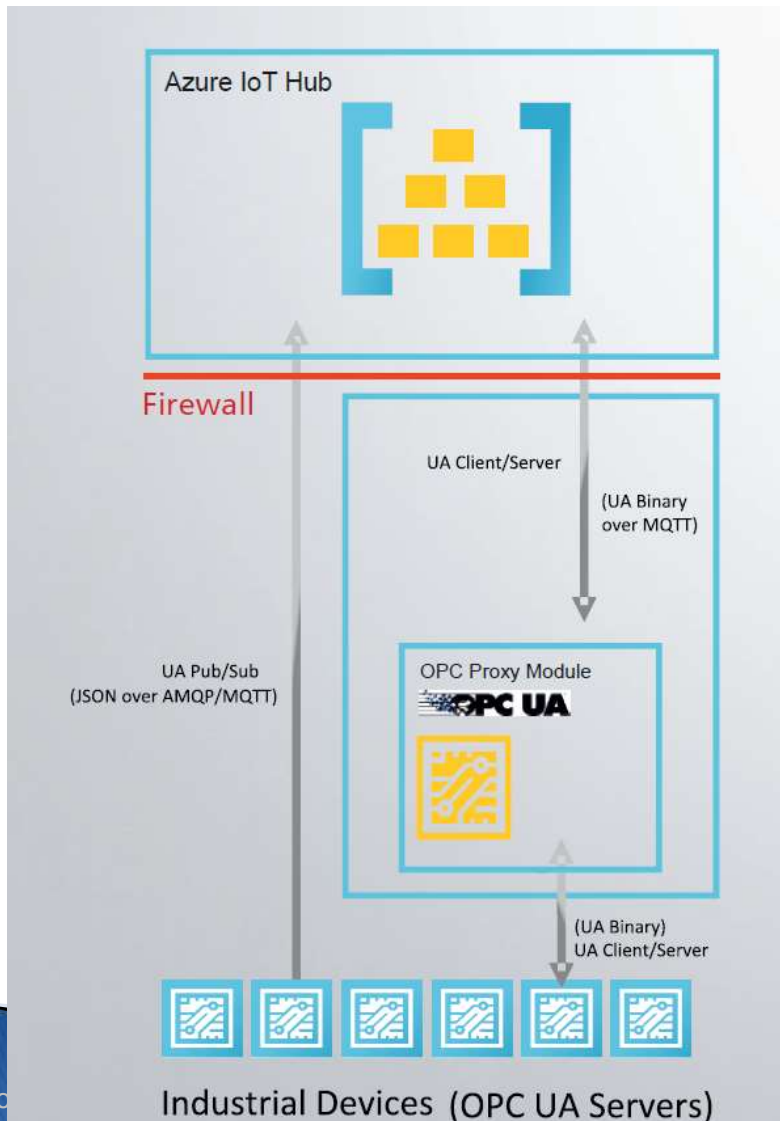 Azure IoT Hub
Firewall
UA Client/Server
(UA Binary
over MQTT)
UA Pub/Sub
(JSON over AMQP/MQTT)
OPC Proxy Module
OPC UA
(UA Binary)
UA Client/Server
Industrial Devices (OPC UA Servers)